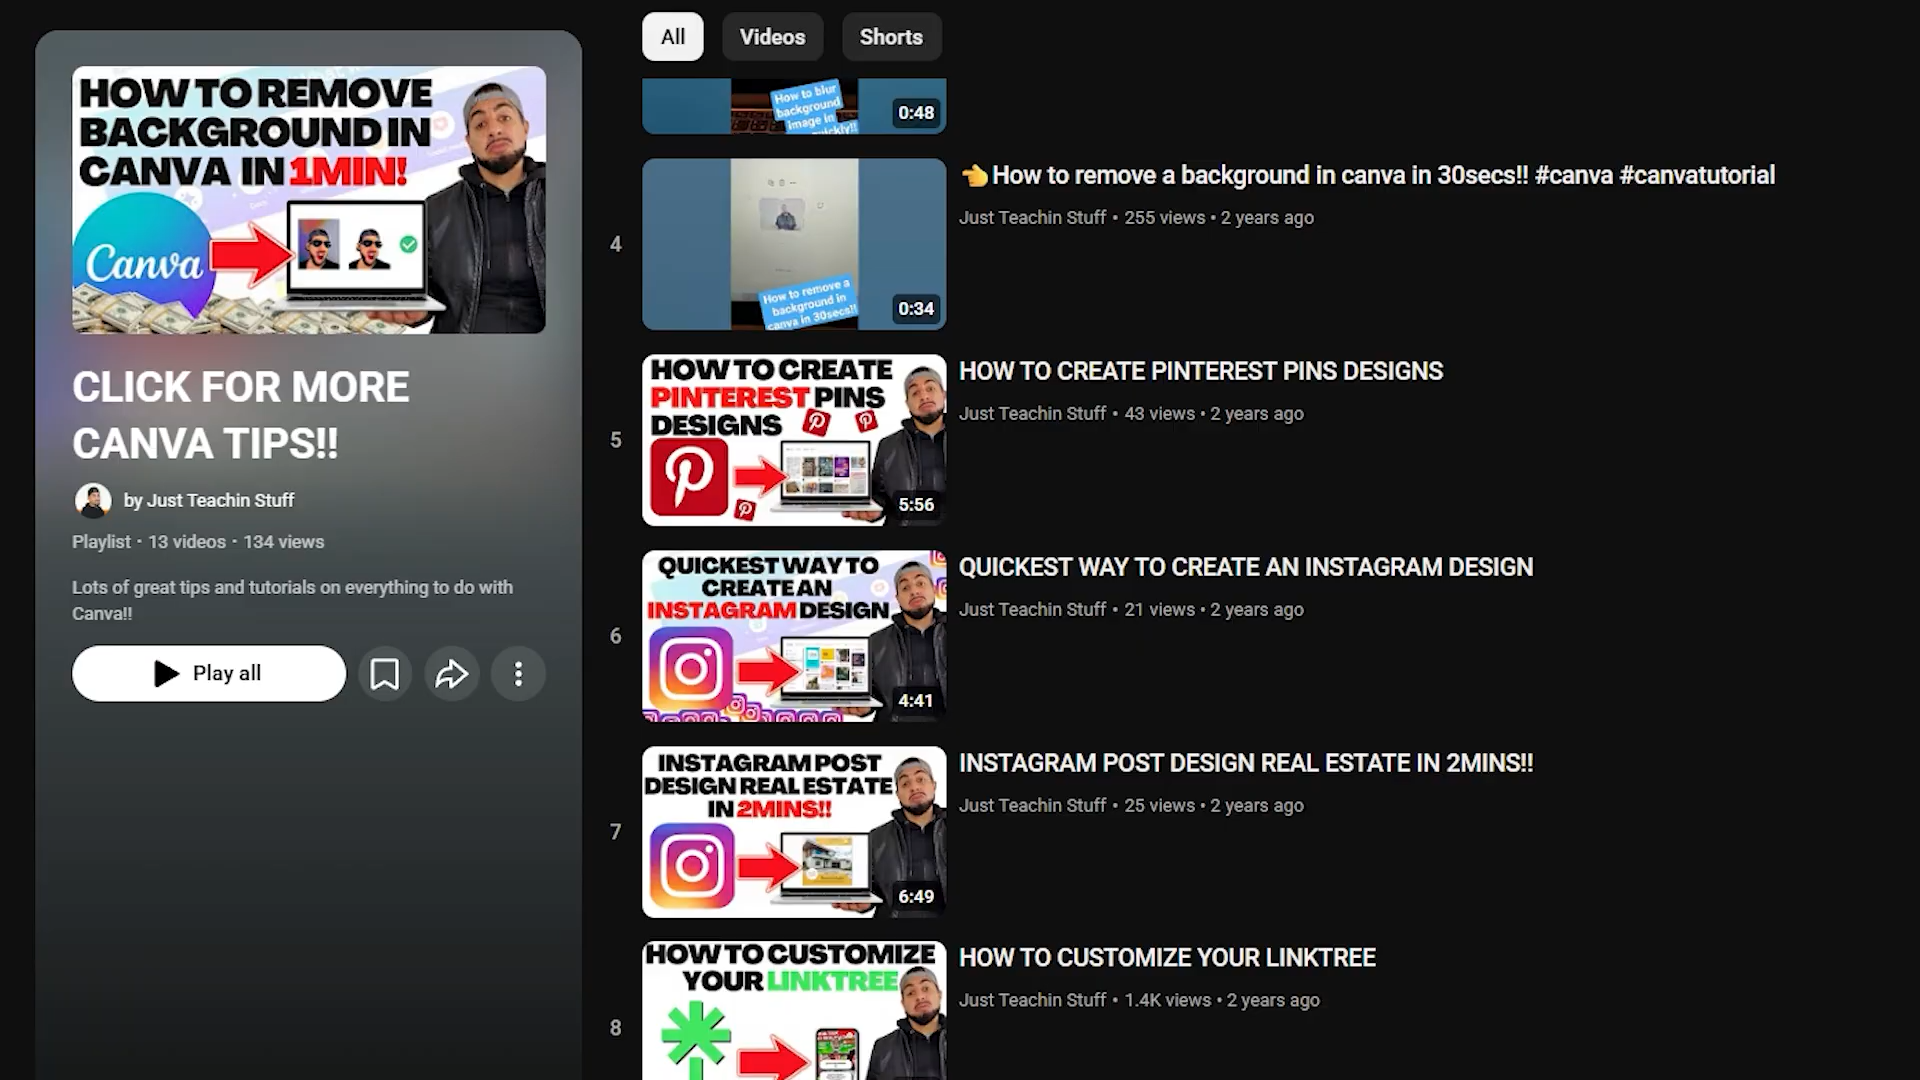 HOW TO REMOVE
BACKGROUND IN
CANVA IN 1MIN!
Canva
CLICK FOR MORE
CANVA TIPS!!
by Just Teachin Stuff
Playlist • 13 videos • 134 views
Lots of great tips and tutorials on everything to do with
Canva!!
Play all
All
Videos
Shorts
How to blur
background
image in
0:48
4
How to remove a
background in
canva in 30secs!!
0:34
👈How to remove a background in canva in 30secs!! #canva #canvatutorial
Just Teachin Stuff • 255 views • 2 years ago
5
HOW TO CREATE
PINTEREST PINS
DESIGNS
5:56
HOW TO CREATE PINTEREST PINS DESIGNS
Just Teachin Stuff • 43 views • 2 years ago
6
QUICKEST WAY TO
CREATE AN
INSTAGRAM DESIGN
4:41
QUICKEST WAY TO CREATE AN INSTAGRAM DESIGN
Just Teachin Stuff • 21 views • 2 years ago
7
INSTAGRAM POST
DESIGN REAL ESTATE
IN 2MINS!!
6:49
INSTAGRAM POST DESIGN REAL ESTATE IN 2MINS!!
Just Teachin Stuff • 25 views • 2 years ago
8
HOW TO CUSTOMIZE
YOUR LINKTREE
HOW TO CUSTOMIZE YOUR LINKTREE
Just Teachin Stuff • 1.4K views • 2 years ago